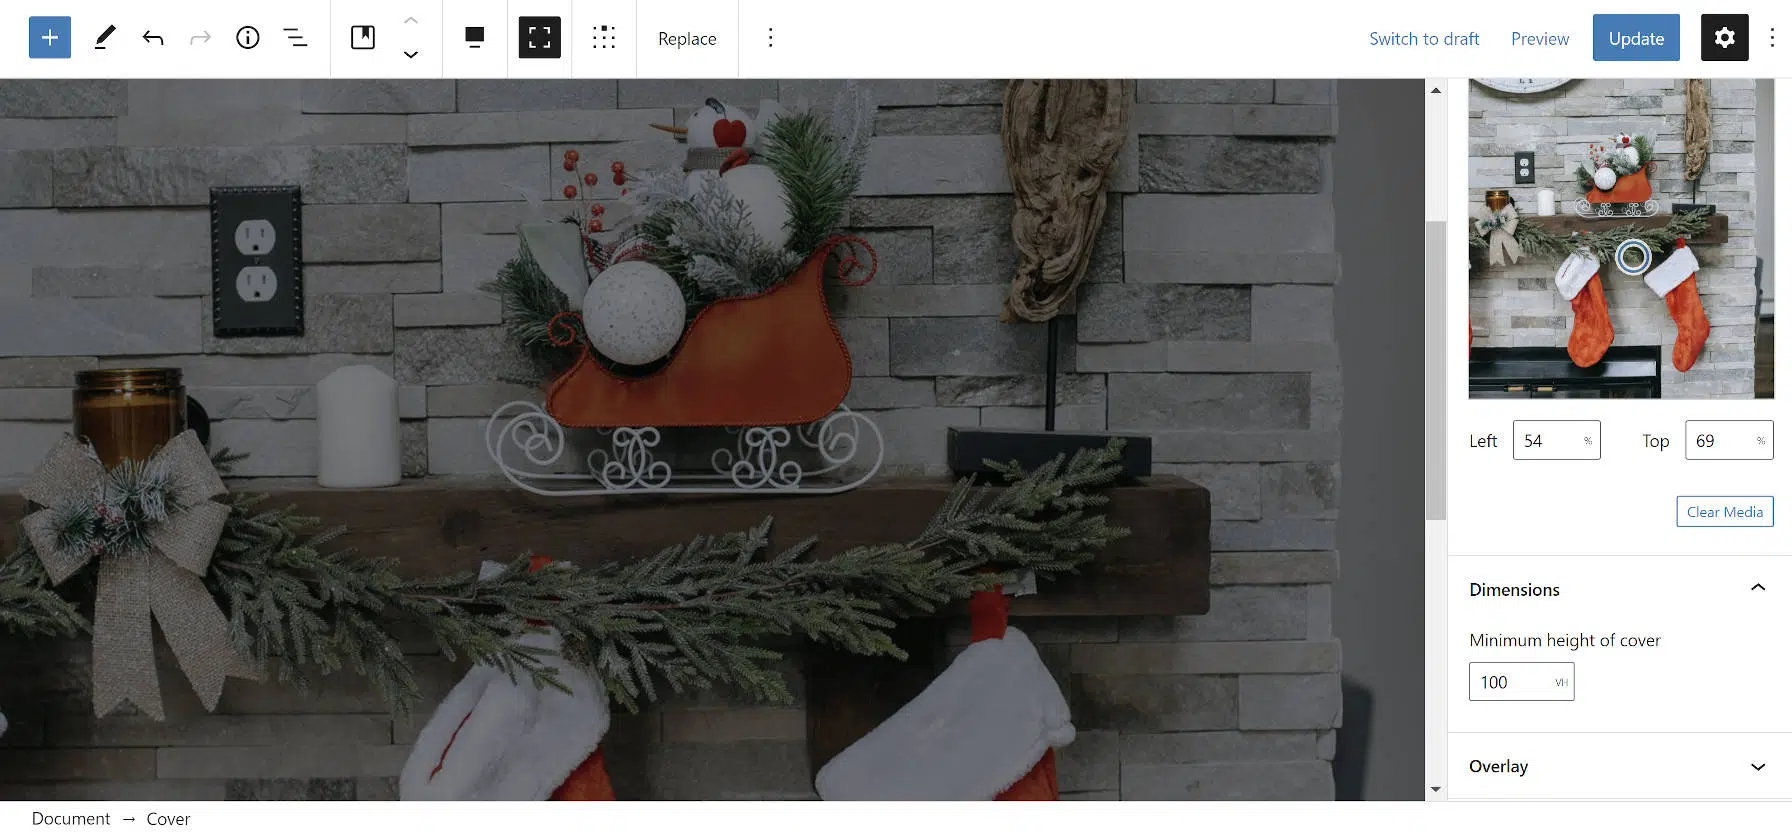 Replace
Switch to draft
Preview
Update
Left
54
%
Top
69
%
Clear Media
Dimensions
Minimum height of cover
100
VH
Overlay
Document → Cover